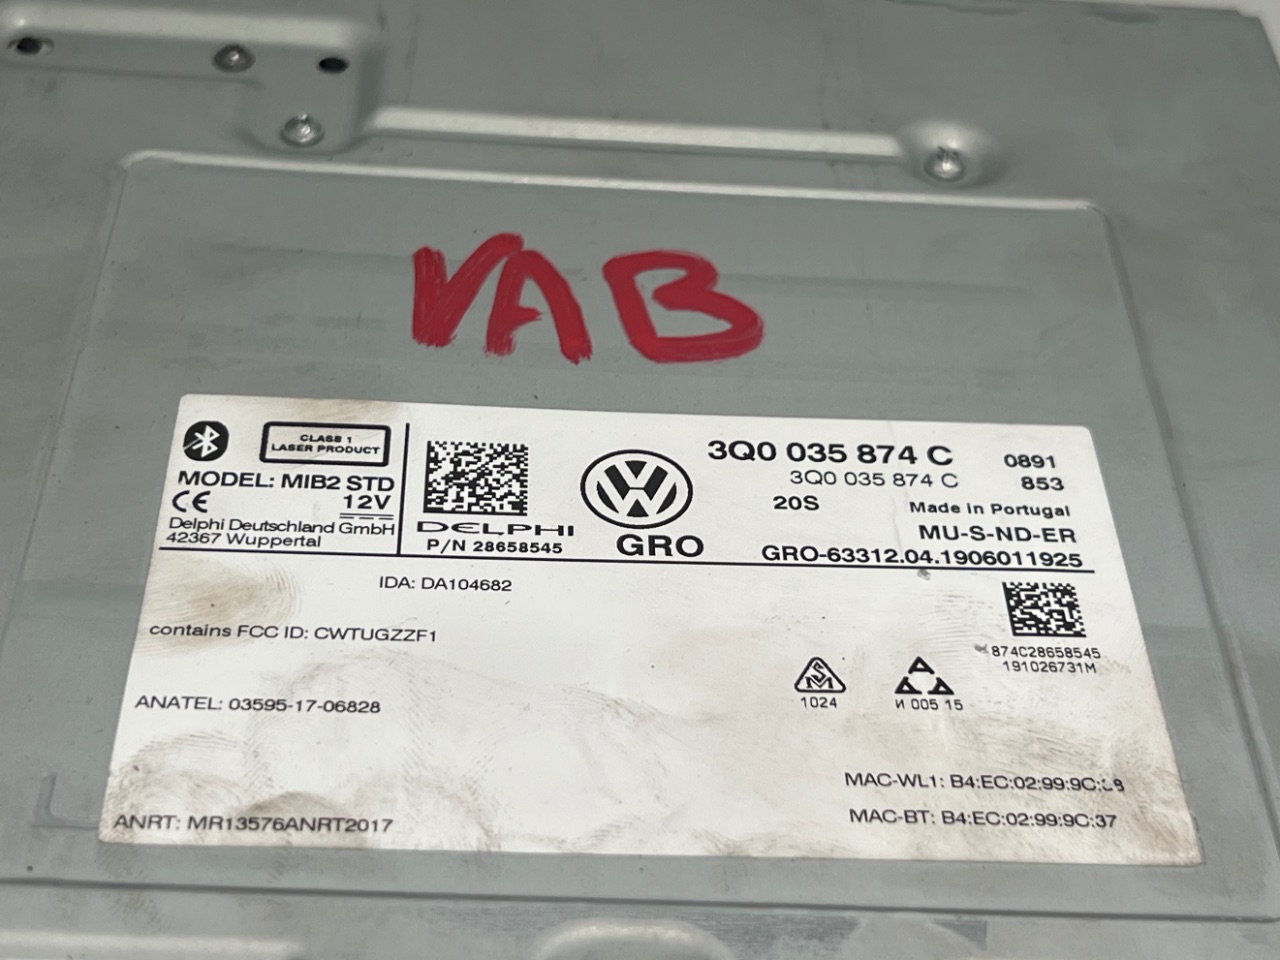 VAB
CLASS 1
LASER PRODUCT
MODEL: MIB2 STD
CE 12V
Delphi Deutschland GmbH
42367 Wuppertal
DELPHI
P/N 28658545
GRO
3Q0 035 874 C 0891
3Q0 035 874 C 853
20S Made in Portugal
MU-S-ND-ER
GRO-63312.04.1906011925
IDA: DA104682
contains FCC ID: CWTUGZZF1
874C28658545
191026731M
ANATEL: 03595-17-06828
1024
И 005 15
MAC-WL1: B4:EC:02:99:9C:
ANRT: MR13576ANRT2017
MAC-BT: B4:EC:02:99:9C:37